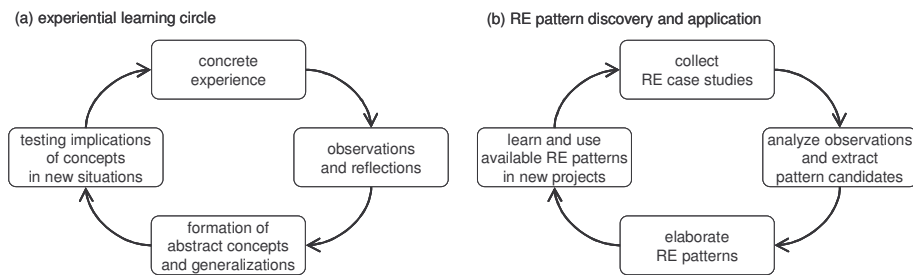 (a) experiential learning circle
concrete
experience
observations
and reflections
formation of
abstract concepts
and generalizations
testing implications
of concepts
in new situations
(b) RE pattern discovery and application
collect
RE case studies
analyze observations
and extract
pattern candidates
elaborate
RE patterns
learn and use
available RE patterns
in new projects